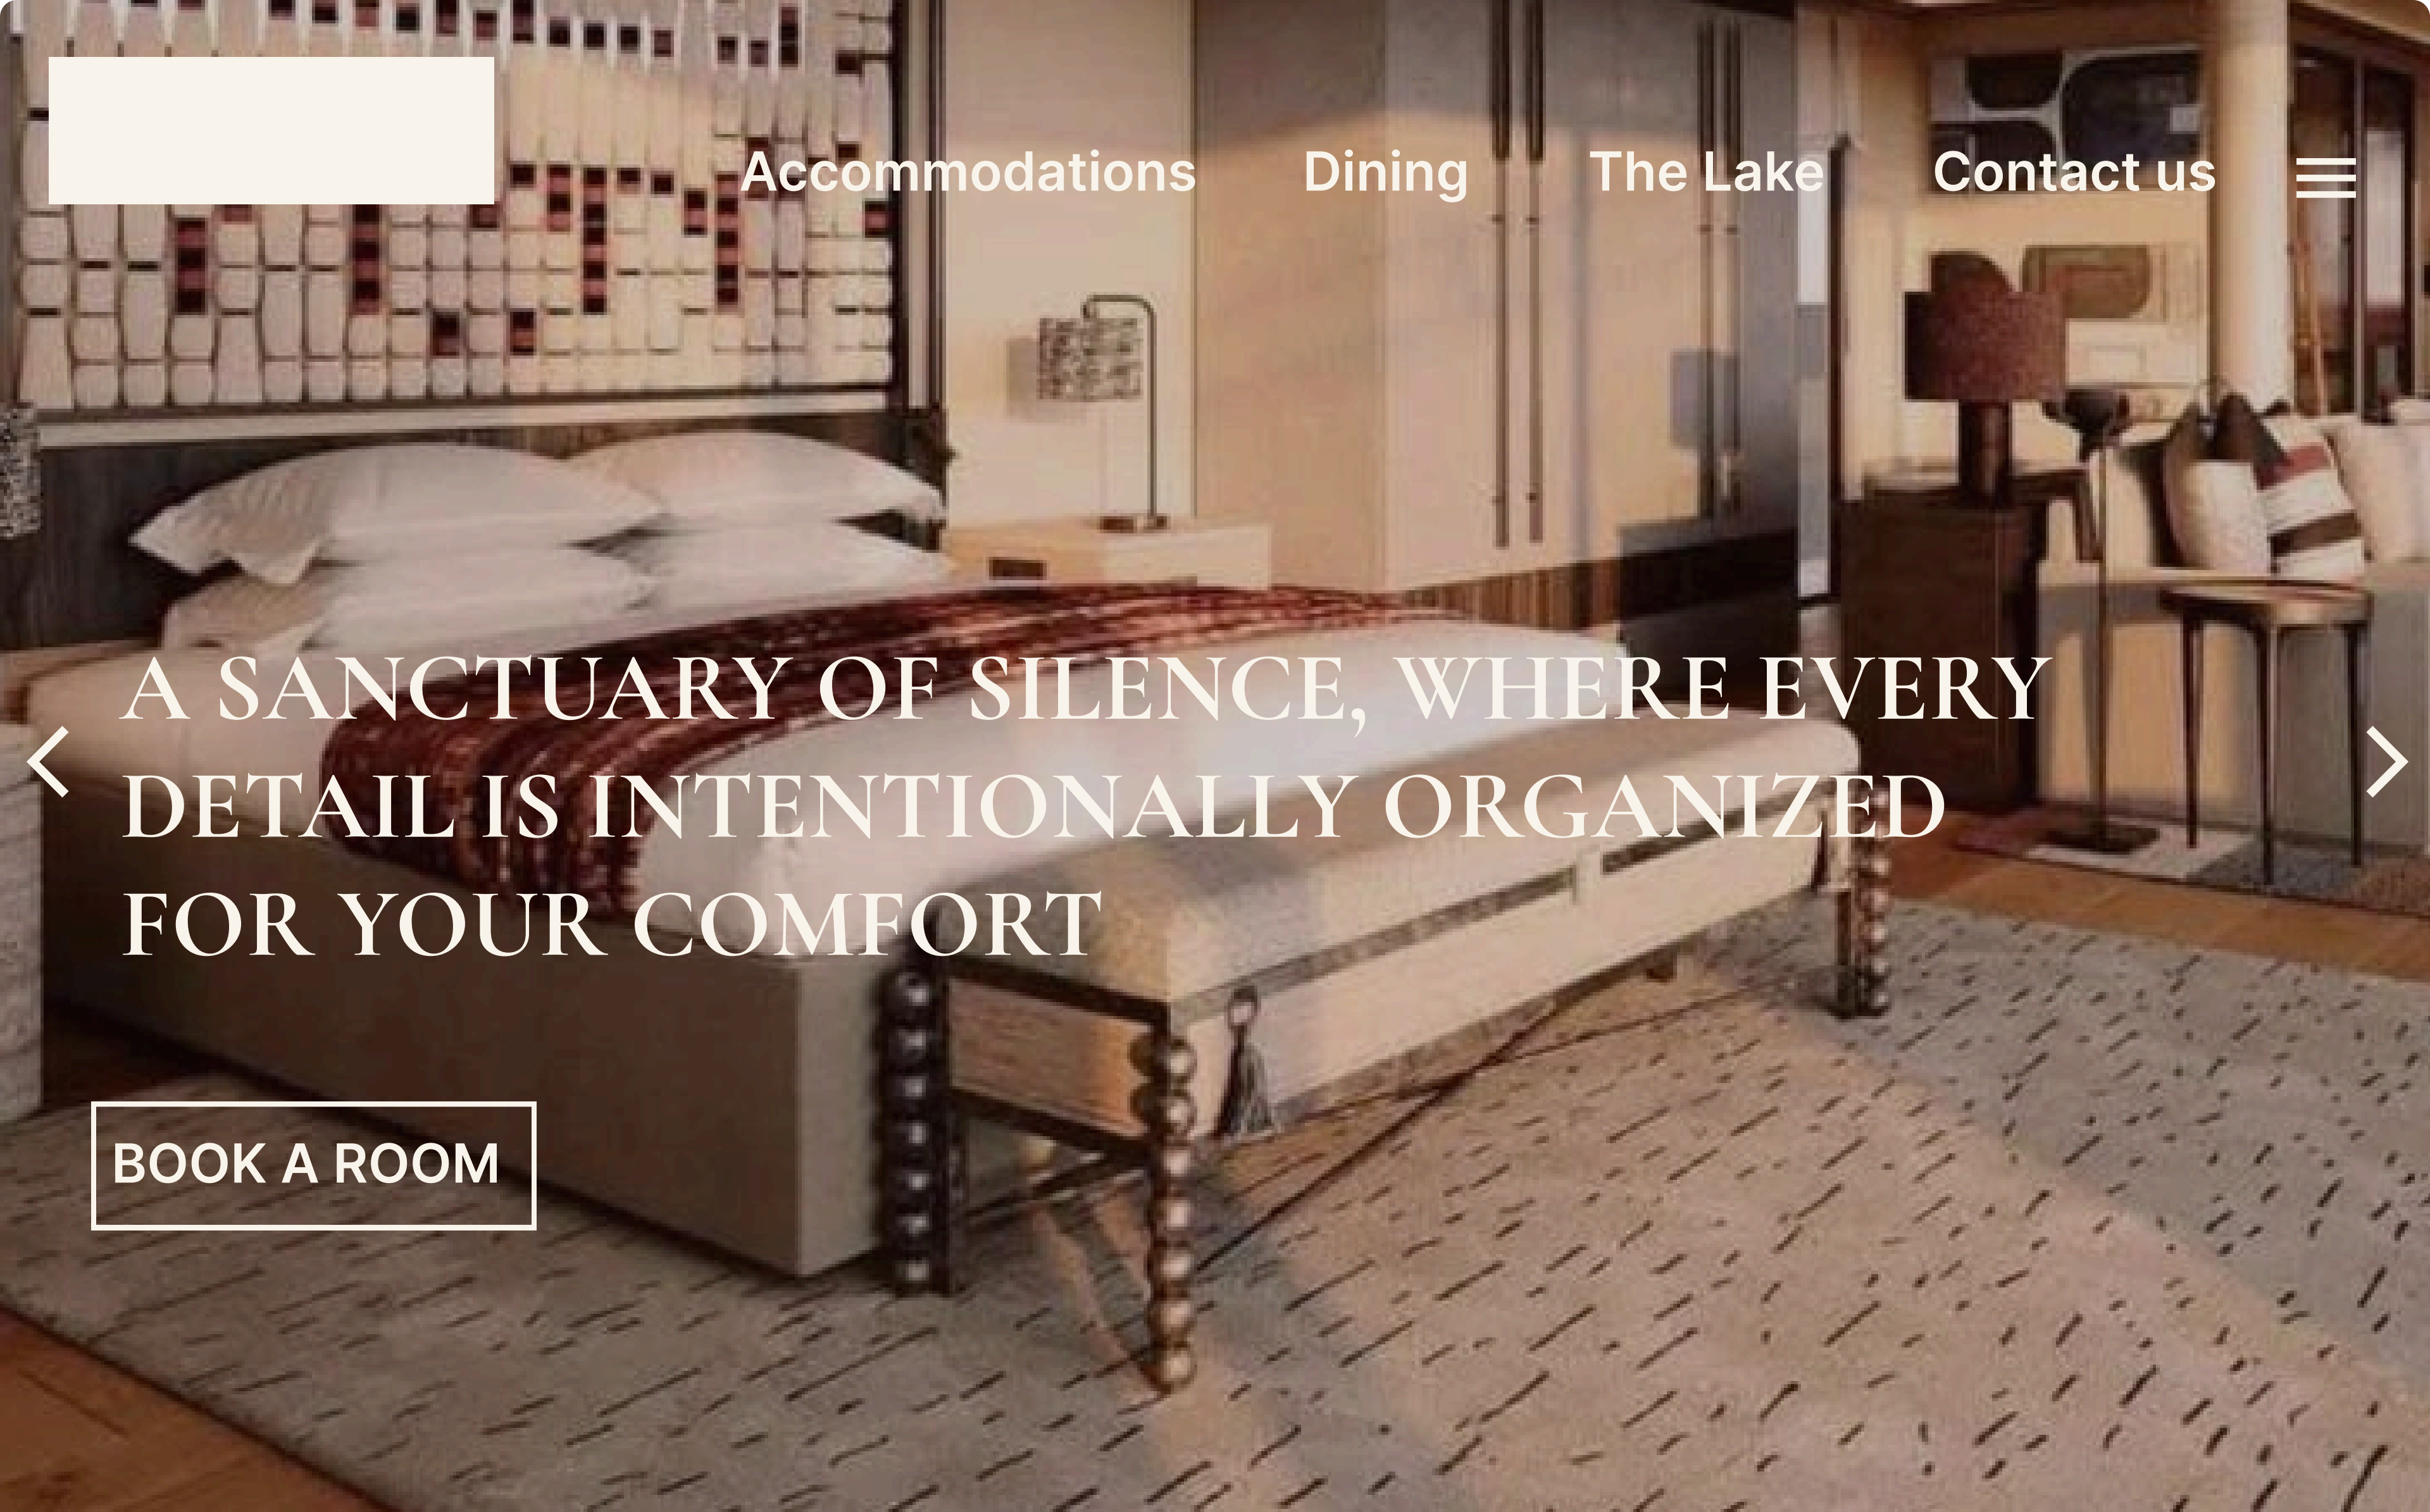 Accommodations Dining The Lake Contact us
A SANCTUARY OF SILENCE, WHERE EVERY
DETAIL IS INTENTIONALLY ORGANIZED
FOR YOUR COMFORT
BOOK A ROOM